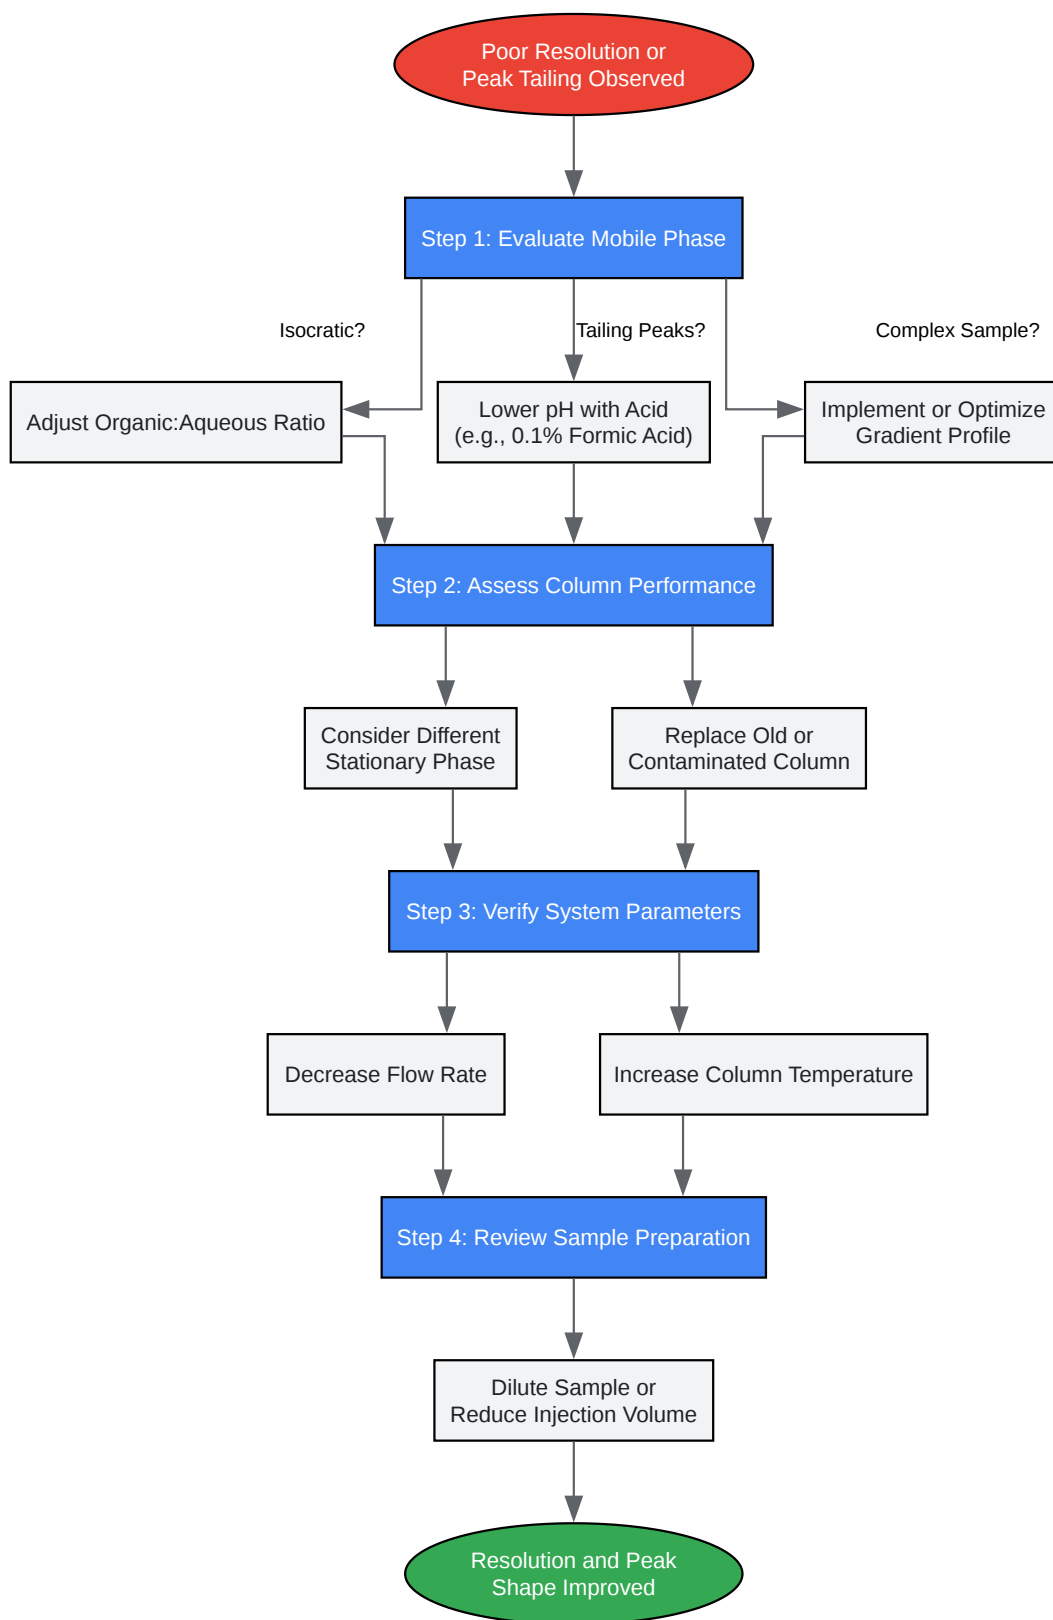 Poor Resolution or
Peak Tailing Observed
Step 1: Evaluate Mobile Phase
Isocratic?
Tailing Peaks?
Complex Sample?
Adjust Organic:Aqueous Ratio
Lower pH with Acid
(e.g., 0.1% Formic Acid)
Implement or Optimize
Gradient Profile
Step 2: Assess Column Performance
Consider Different
Stationary Phase
Replace Old or
Contaminated Column
Step 3: Verify System Parameters
Decrease Flow Rate
Increase Column Temperature
Step 4: Review Sample Preparation
Dilute Sample or
Reduce Injection Volume
Resolution and Peak
Shape Improved